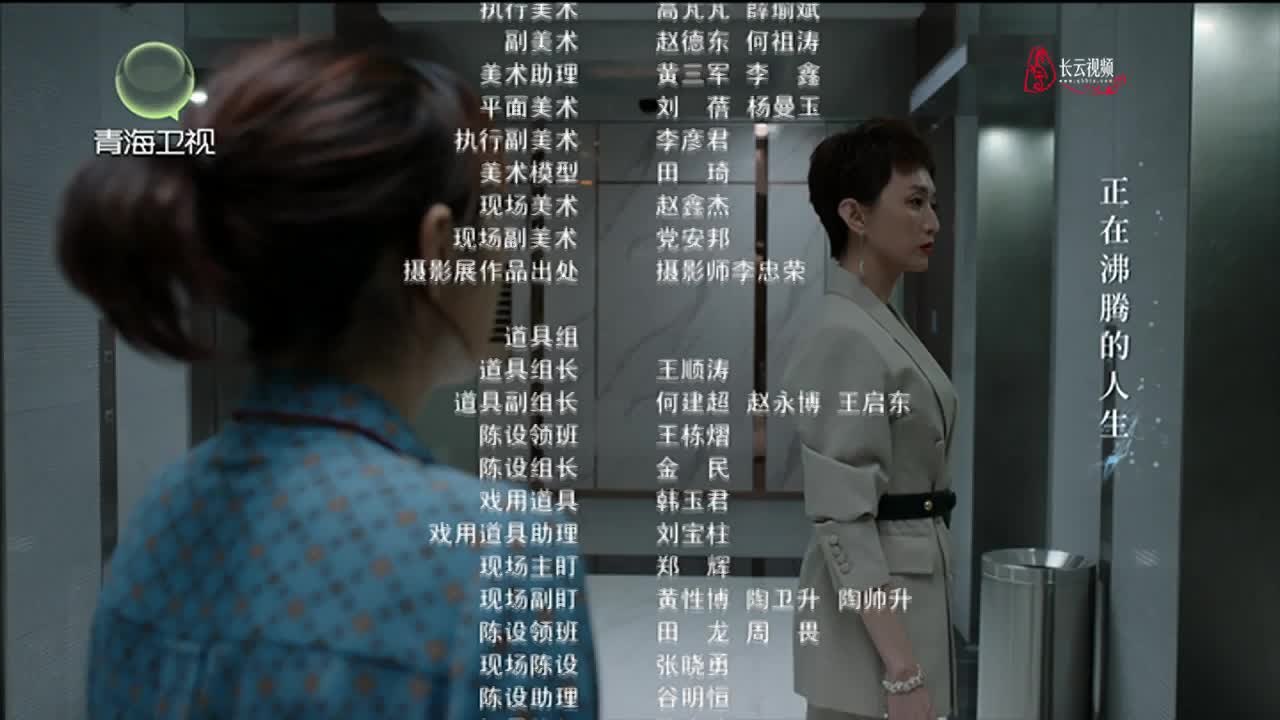 执行美术 高芃芃 薛瑜斌
副美术 赵德东 何祖涛
美术助理 黄三军 李 鑫
平面美术 刘 蓓 杨曼玉
执行副美术 李彦君
美术模型 田 琦
现场美术 赵鑫杰
现场副美术 党安邦
摄影展作品出处 摄影师李忠荣
道具组
道具组长 王顺涛
道具副组长 何建超 赵永博 王启东
陈设领班 王栋熠
陈设组长 金 民
戏用道具 韩玉君
戏用道具助理 刘宝柱
现场主盯 郑 辉
现场副盯 黄性博 陶卫升 陶帅升
陈设领班 田 龙 周 畏
现场陈设 张晓勇
陈设助理 谷明恒
青海卫视
长云视频
正在沸腾的人生